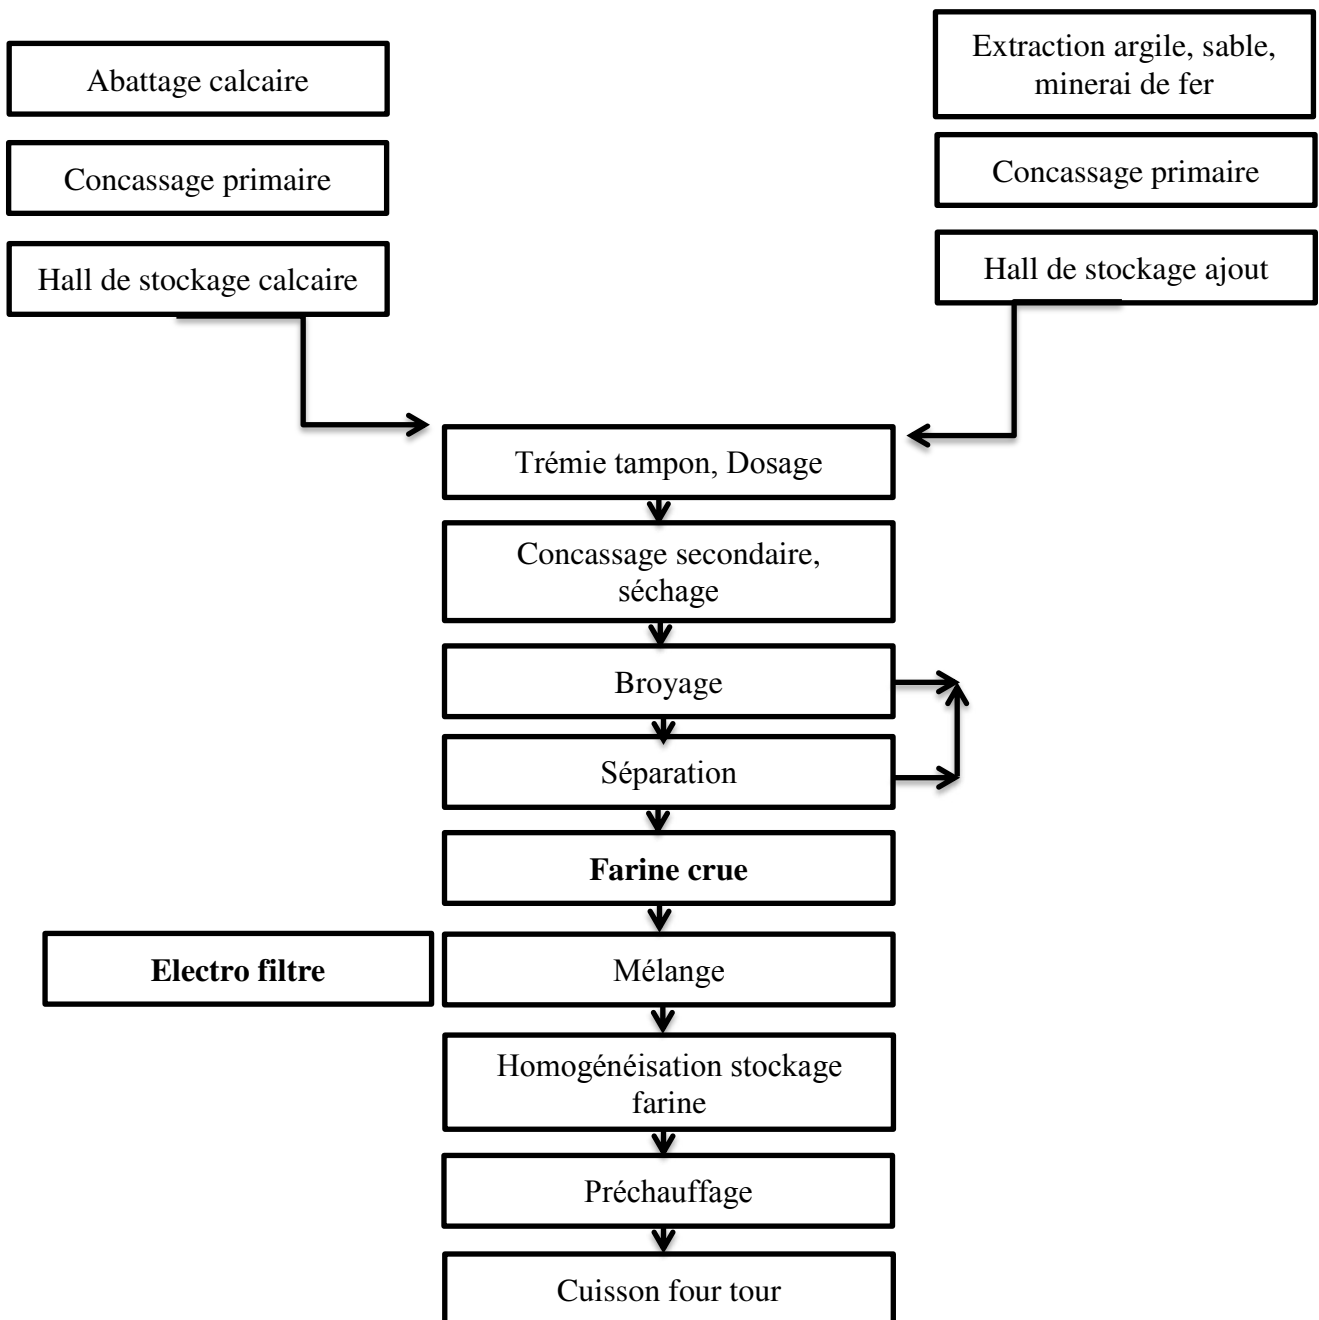 Abattage calcaire
Extraction argile, sable,
minerai de fer
Concassage primaire
Concassage primaire
Hall de stockage calcaire
Hall de stockage ajout
Trémie tampon, Dosage
Concassage secondaire,
séchage
Broyage
Séparation
Farine crue
Electro filtre
Mélange
Homogénéisation stockage
farine
Préchauffage
Cuisson four tour